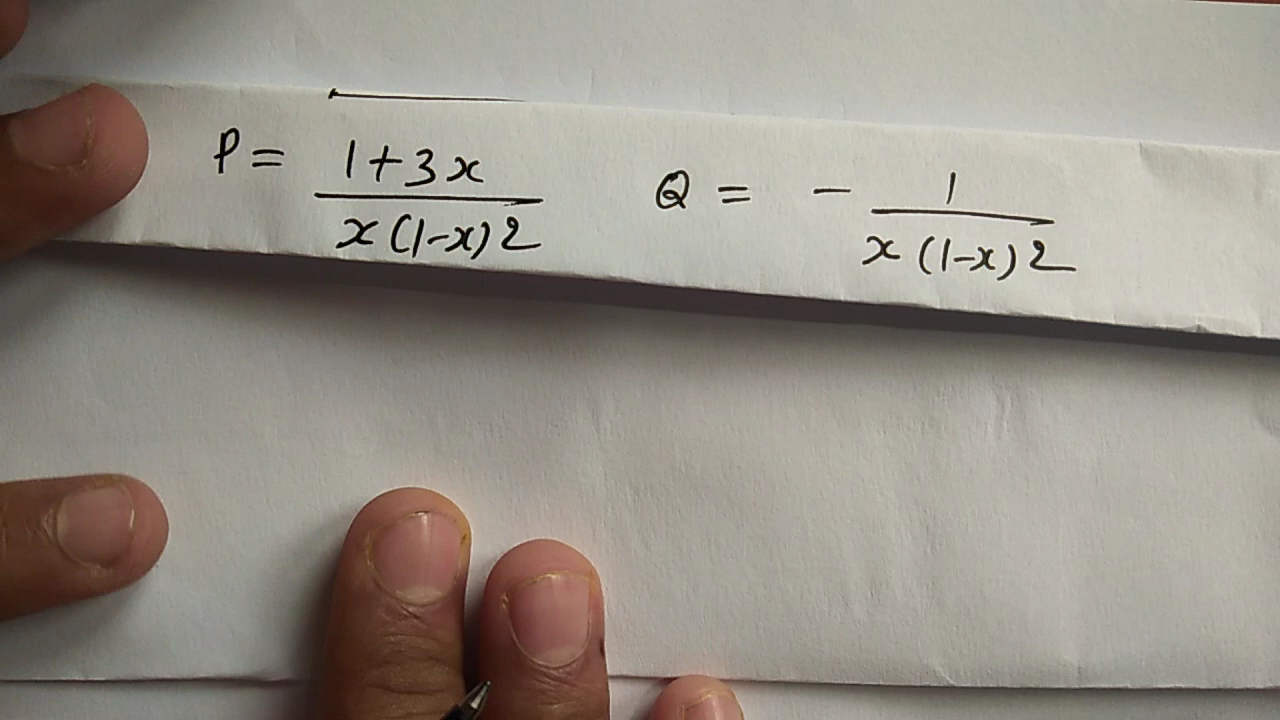 P = 1+3x / x(1-x)2 Q = - 1 / x(1-x)2